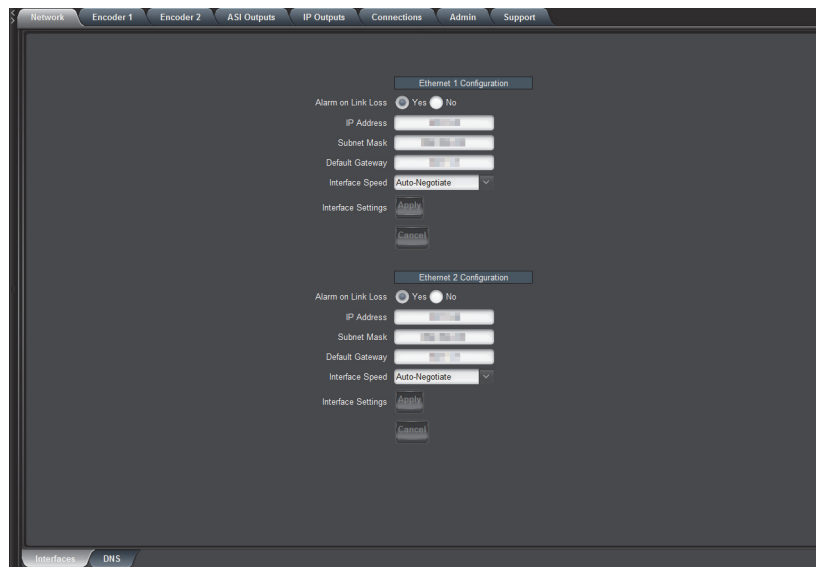 Network Encoder 1 Encoder 2 ASI Outputs IP Outputs Connections Admin Support
Ethernet 1 Configuration
Alarm on Link Loss Yes No
IP Address
Subnet Mask
Default Gateway
Interface Speed Auto-Negotiate
Interface Settings Apply
Cancel
Ethernet 2 Configuration
Alarm on Link Loss Yes No
IP Address
Subnet Mask
Default Gateway
Interface Speed Auto-Negotiate
Interface Settings Apply
Cancel
Interfaces DNS